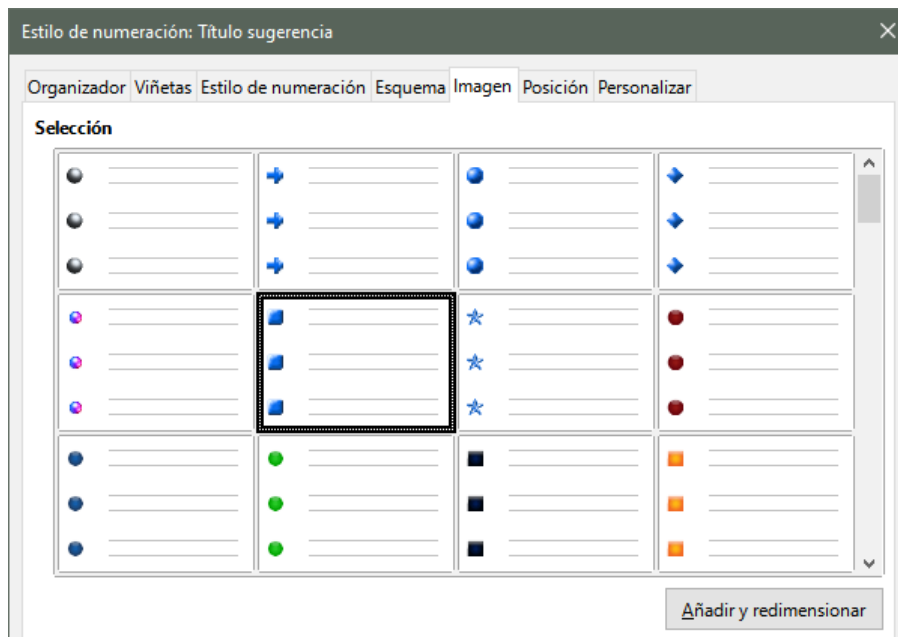 Estilo de numeración: Título sugerencia
Organizador Viñetas Estilo de numeración Esquema Imagen Posición Personalizar
Selección
Añadir y redimensionar